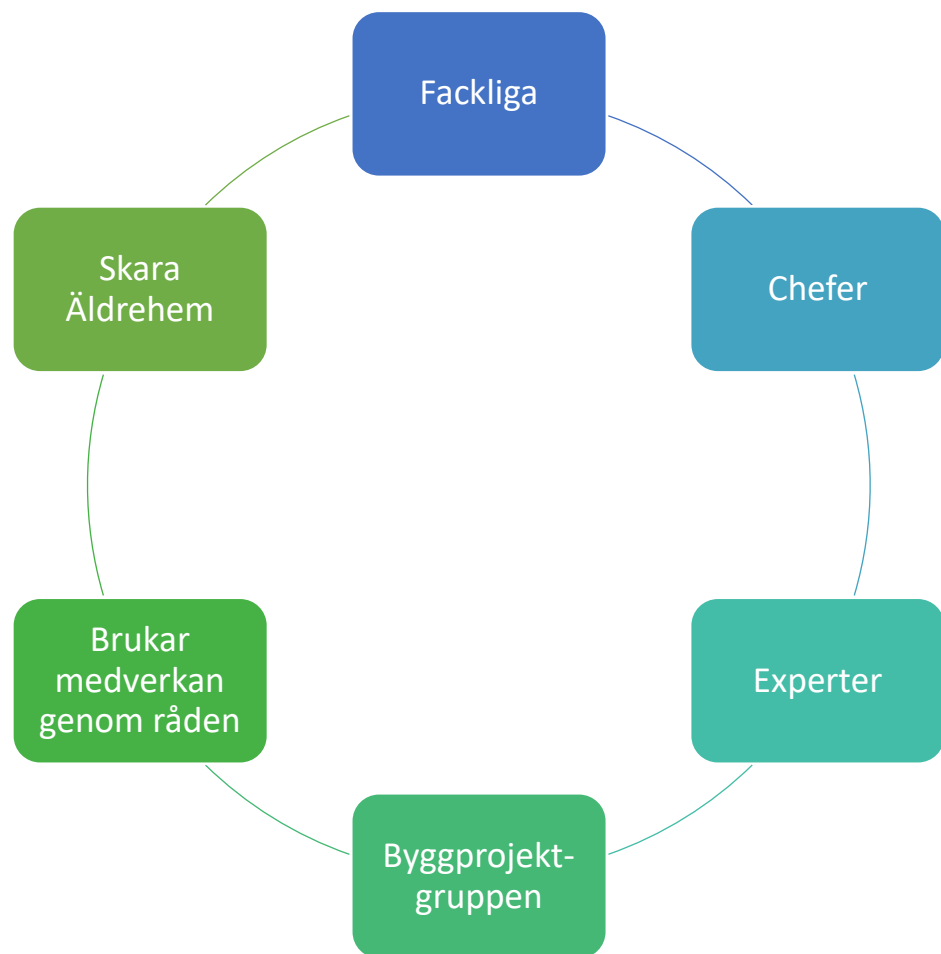 Fackliga
Chefer
Experter
Byggprojekt-
gruppen
Brukar
medverkan
genom råden
Skara
Äldrehem